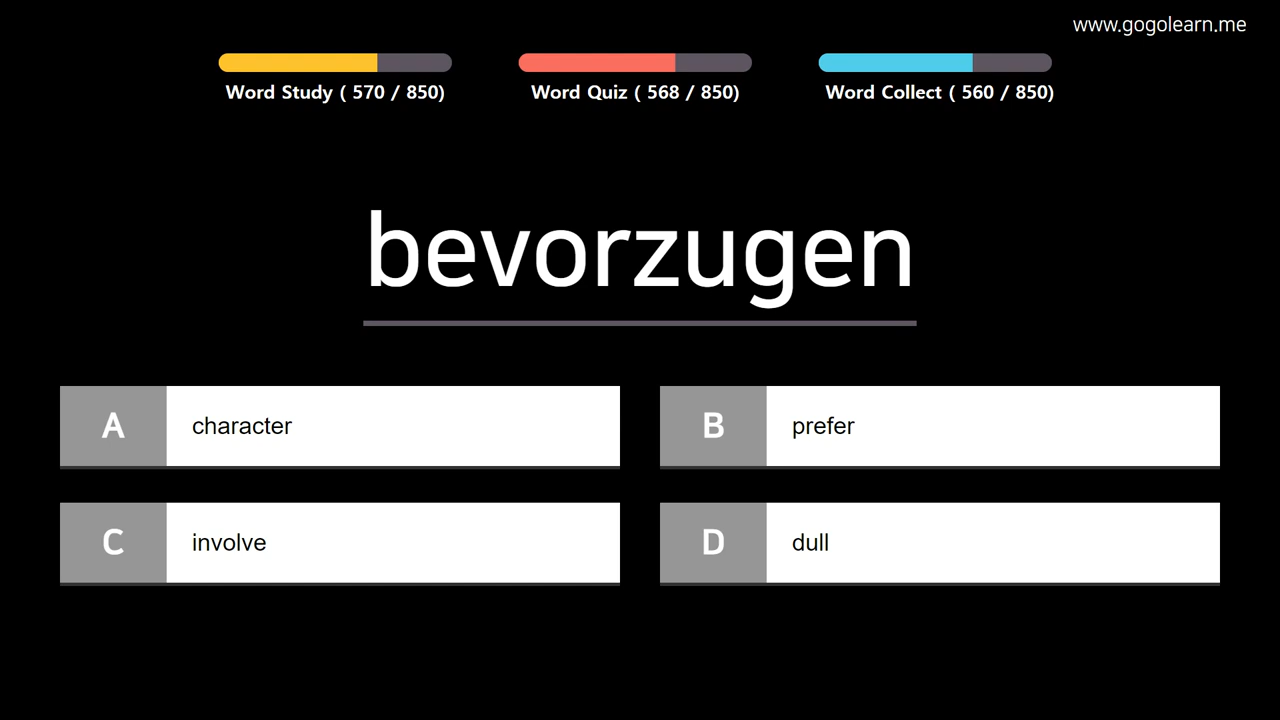 www.gogolearn.me
Word Study ( 570 / 850)
Word Quiz ( 568 / 850)
Word Collect ( 560 / 850)
bevorzugen
A character
B prefer
C involve
D dull